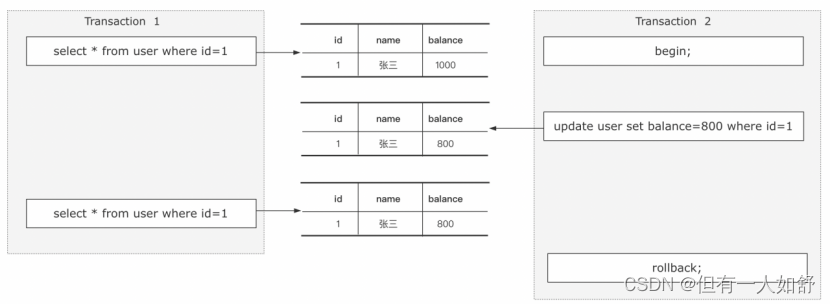 Transaction 1
select * from user where id=1
select * from user where id=1
id name balance
1 张三 1000
id name balance
1 张三 800
id name balance
1 张三 800
Transaction 2
begin;
update user set balance=800 where id=1
rollback;
CSDN @但有一人如舒